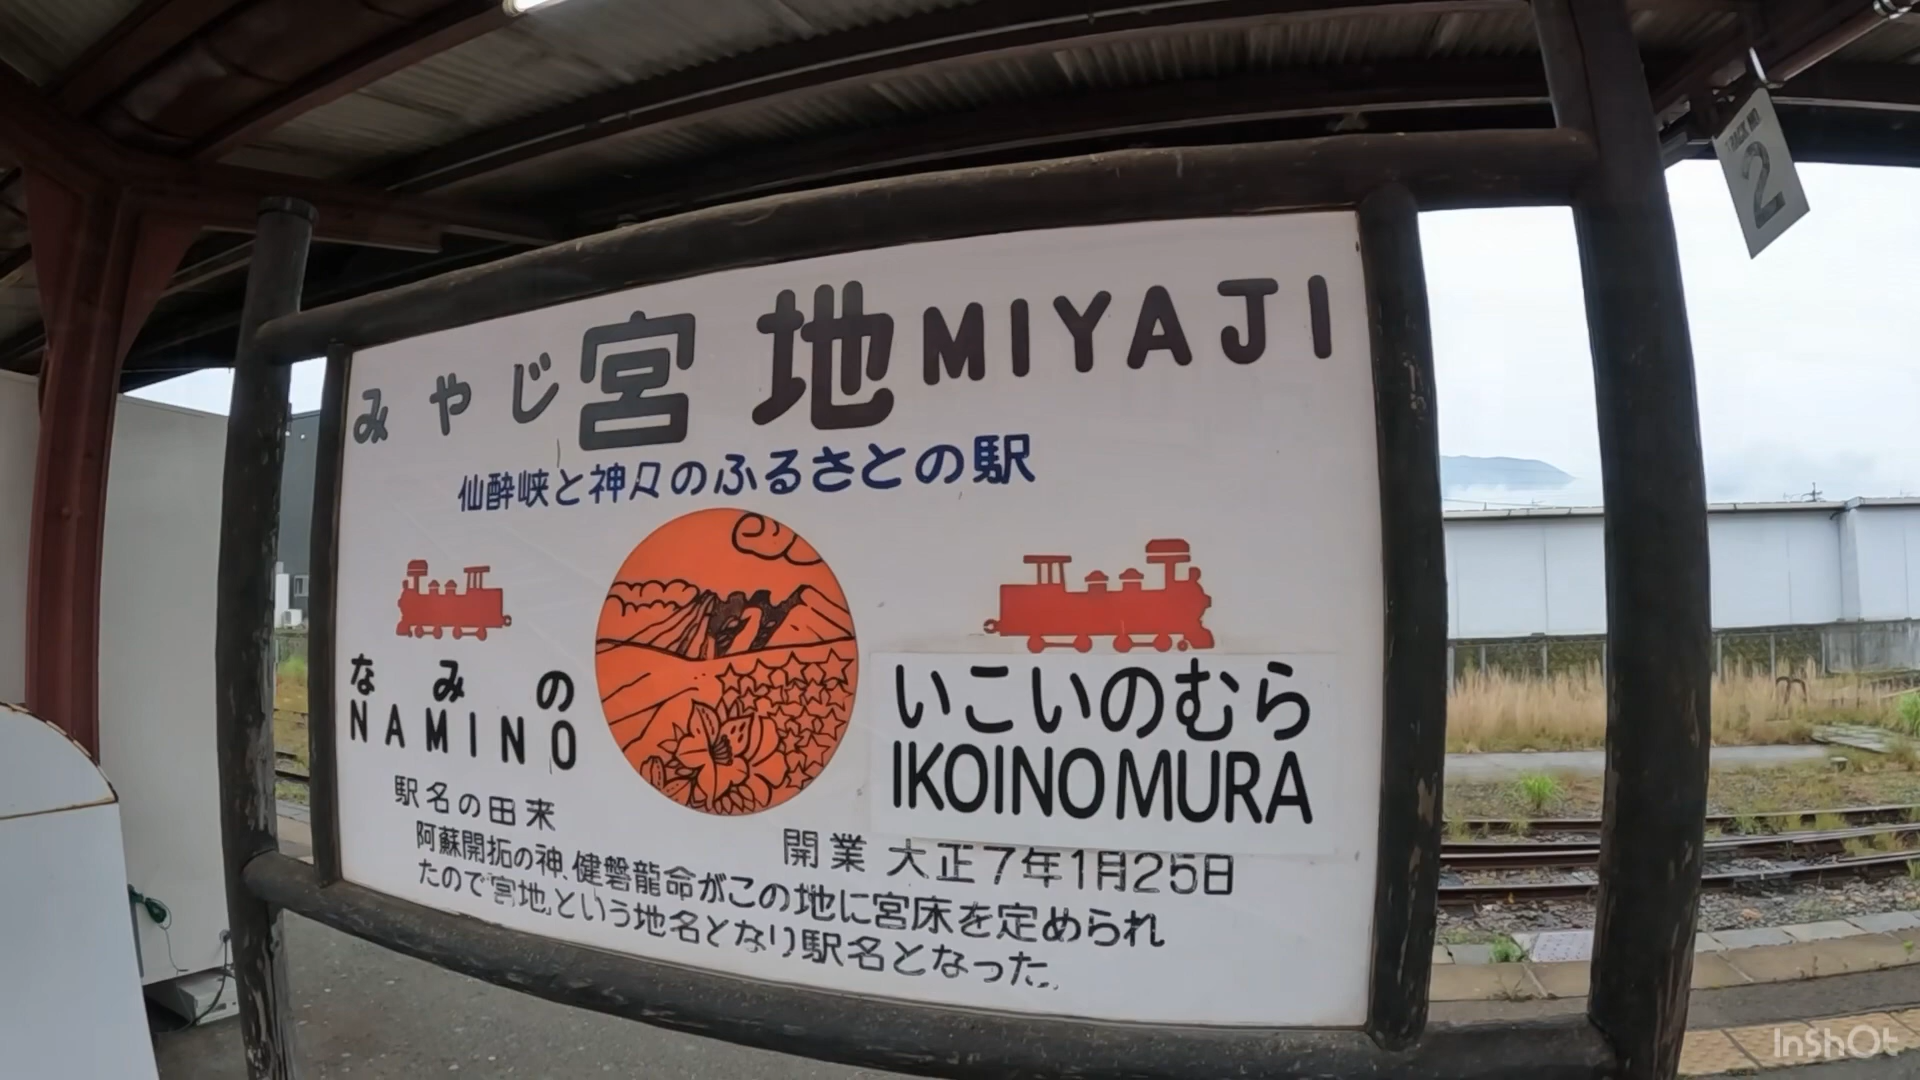 TRACK NO.
2
みやじ 宮地 MIYAJI
仙酔峡と神々のふるさとの駅
なみの
NAMINO
いこいのむら
IKOINO MURA
駅名の由来
開業 大正7年1月25日
阿蘇開拓の神、健磐龍命がこの地に宮床を定められ
たので宮地という地名となり駅名となった。
InShOt